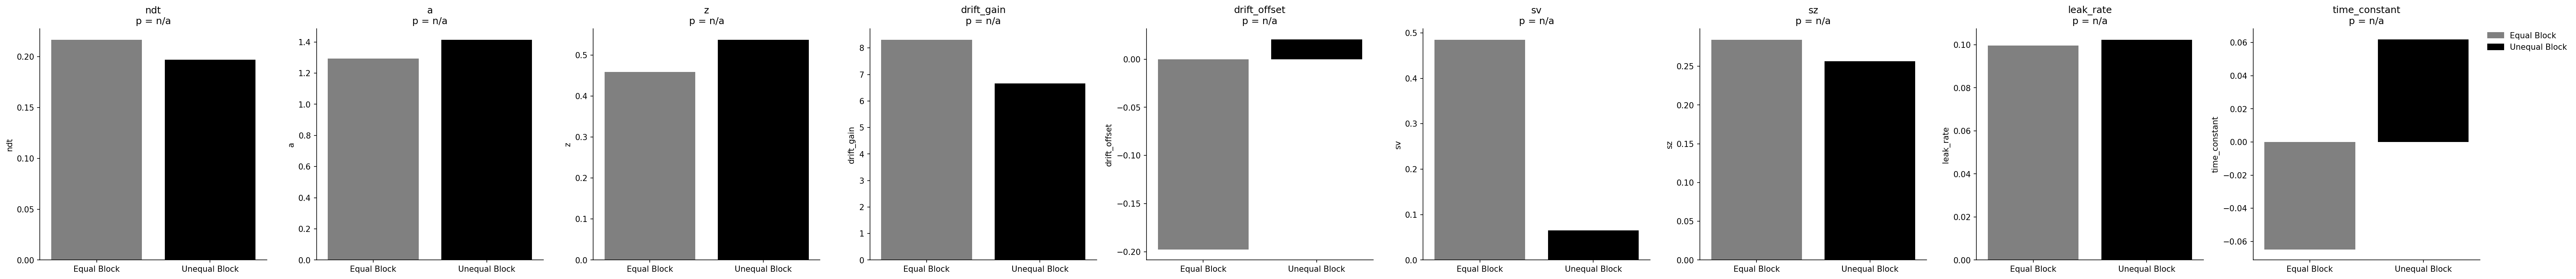 ndt
p = n/a
0.20
0.15
0.10
0.05
0.00
ndt
Equal Block
Unequal Block
a
p = n/a
1.4
1.2
1.0
0.8
0.6
0.4
0.2
0.0
a
Equal Block
Unequal Block
z
p = n/a
0.5
0.4
0.3
0.2
0.1
0.0
z
Equal Block
Unequal Block
drift_gain
p = n/a
8
7
6
5
4
3
2
1
0
drift_gain
Equal Block
Unequal Block
drift_offset
p = n/a
0.00
−0.05
−0.10
−0.15
−0.20
drift_offset
Equal Block
Unequal Block
sv
p = n/a
0.5
0.4
0.3
0.2
0.1
0.0
sv
Equal Block
Unequal Block
sz
p = n/a
0.25
0.20
0.15
0.10
0.05
0.00
sz
Equal Block
Unequal Block
leak_rate
p = n/a
0.10
0.08
0.06
0.04
0.02
0.00
leak_rate
Equal Block
Unequal Block
time_constant
p = n/a
0.06
0.04
0.02
0.00
−0.02
−0.04
−0.06
time_constant
Equal Block
Unequal Block
Equal Block
Unequal Block